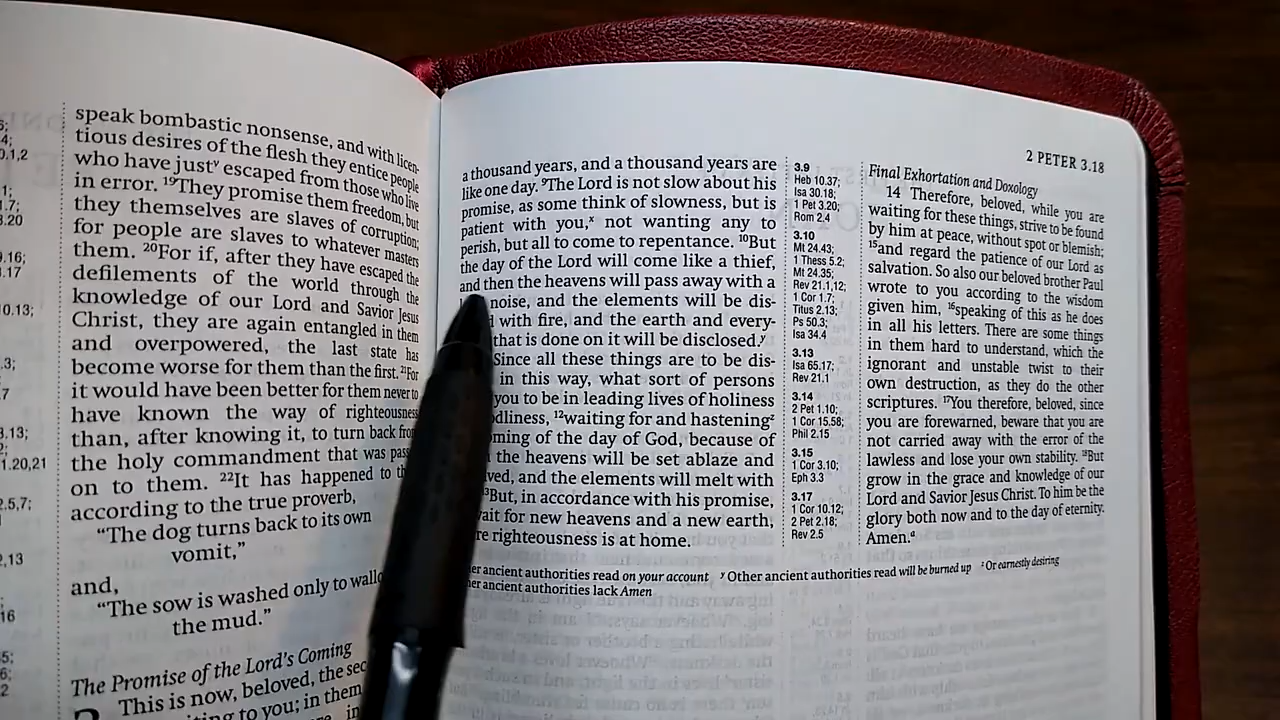 speak bombastic nonsense, and with licen-
tious desires of the flesh they entice people
who have justᵛ escaped from those who live
in error. ¹⁹They promise them freedom, but
they themselves are slaves of corruption;
for people are slaves to whatever masters
them. ²⁰For if, after they have escaped the
defilements of the world through the
knowledge of our Lord and Savior Jesus
Christ, they are again entangled in them
and overpowered, the last state has
become worse for them than the first. ²¹For
it would have been better for them never to
have known the way of righteousness
than, after knowing it, to turn back from
the holy commandment that was
on to them. ²²It has happened to
according to the true proverb,
“The dog turns back to its own
vomit,”
and,
“The sow is washed only to
the mud.”
The Promise of the Lord’s Coming
This is now, beloved, the
to you; in them
2 PETER 3.18
a thousand years, and a thousand years are
like one day. ⁹The Lord is not slow about his
promise, as some think of slowness, but is
patient with you,ˣ not wanting any to
perish, but all to come to repentance. ¹⁰But
the day of the Lord will come like a thief,
and then the heavens will pass away with a
noise, and the elements will be dis-
with fire, and the earth and every-
that is done on it will be disclosed.ʸ
Since all these things are to be dis-
in this way, what sort of persons
you to be in leading lives of holiness
¹²waiting for and hasteningᶻ
of the day of God, because of
the heavens will be set ablaze and
and the elements will melt with
But, in accordance with his promise,
for new heavens and a new earth,
righteousness is at home.
3.9
Heb 10.37;
Isa 30.18;
1 Pet 3.20;
Rom 2.4
3.10
Mt 24.43;
1 Thess 5.2;
Mt 24.35;
Rev 21.1,12;
1 Cor 1.7;
Titus 2.13;
Ps 50.3;
Isa 34.4
3.13
Isa 65.17;
Rev 21.1
3.14
2 Pet 1.10;
1 Cor 15.58;
Phil 2.15
3.15
1 Cor 3.10;
Eph 3.3
3.17
1 Cor 10.12;
2 Pet 2.18;
Rev 2.5
Final Exhortation and Doxology
14 Therefore, beloved, while you are
waiting for these things, strive to be found
by him at peace, without spot or blemish;
¹⁵and regard the patience of our Lord as
salvation. So also our beloved brother Paul
wrote to you according to the wisdom
given him, ¹⁶speaking of this as he does
in all his letters. There are some things
in them hard to understand, which the
ignorant and unstable twist to their
own destruction, as they do the other
scriptures. ¹⁷You therefore, beloved, since
you are forewarned, beware that you are
not carried away with the error of the
lawless and lose your own stability. ¹⁸But
grow in the grace and knowledge of our
Lord and Savior Jesus Christ. To him be the
glory both now and to the day of eternity.
Amen.ᵃ
ancient authorities read on your account ʸ Other ancient authorities read will be burned up ᶻ Or earnestly desiring
ancient authorities lack Amen